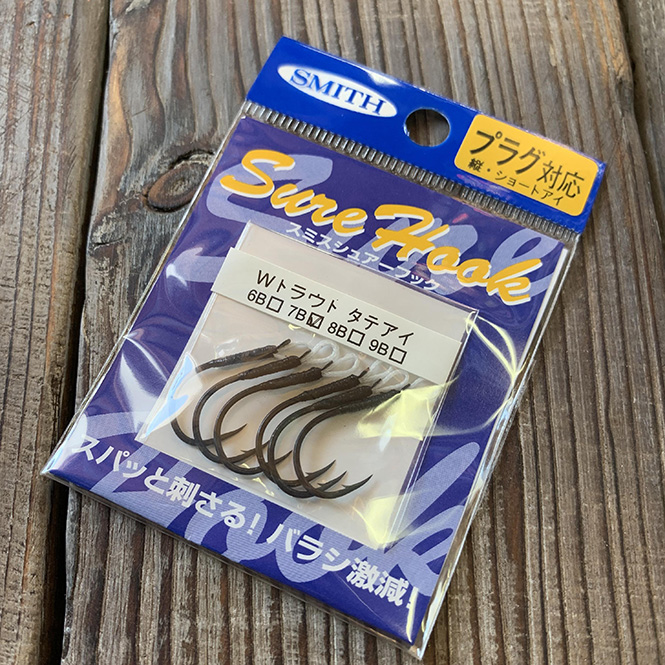 SMITH
プラグ対応
縦・ショートアイ
Sure Hook
スミスシュアーフック
Wトラウト タテアイ
6B□ 7B☑ 8B□ 9B□
スパッと刺さる!バラシ激減!